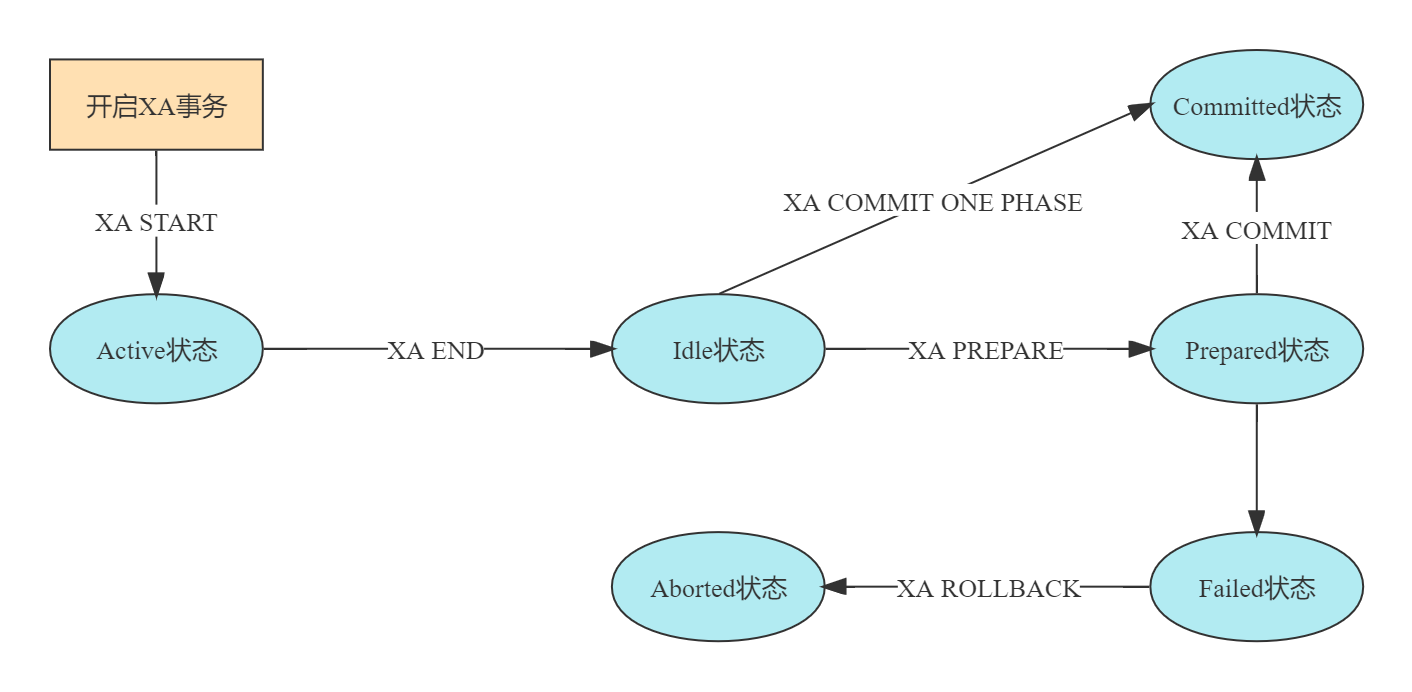 开启XA事务
Committed状态
XA COMMIT ONE PHASE
XA START
XA COMMIT
Active状态
XA END
Idle状态
XA PREPARE
Prepared状态
Aborted状态
XA ROLLBACK
Failed状态